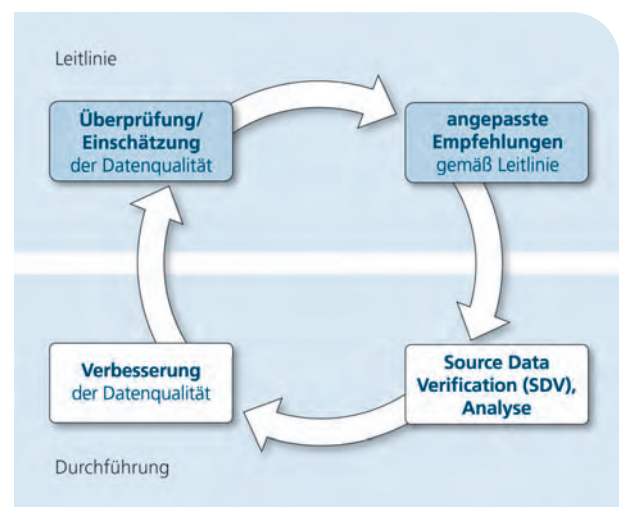 Leitlinie
Überprüfung/
Einschätzung
der Datenqualität
angepasste
Empfehlungen
gemäß Leitlinie
Verbesserung
der Datenqualität
Source Data
Verification (SDV),
Analyse
Durchführung